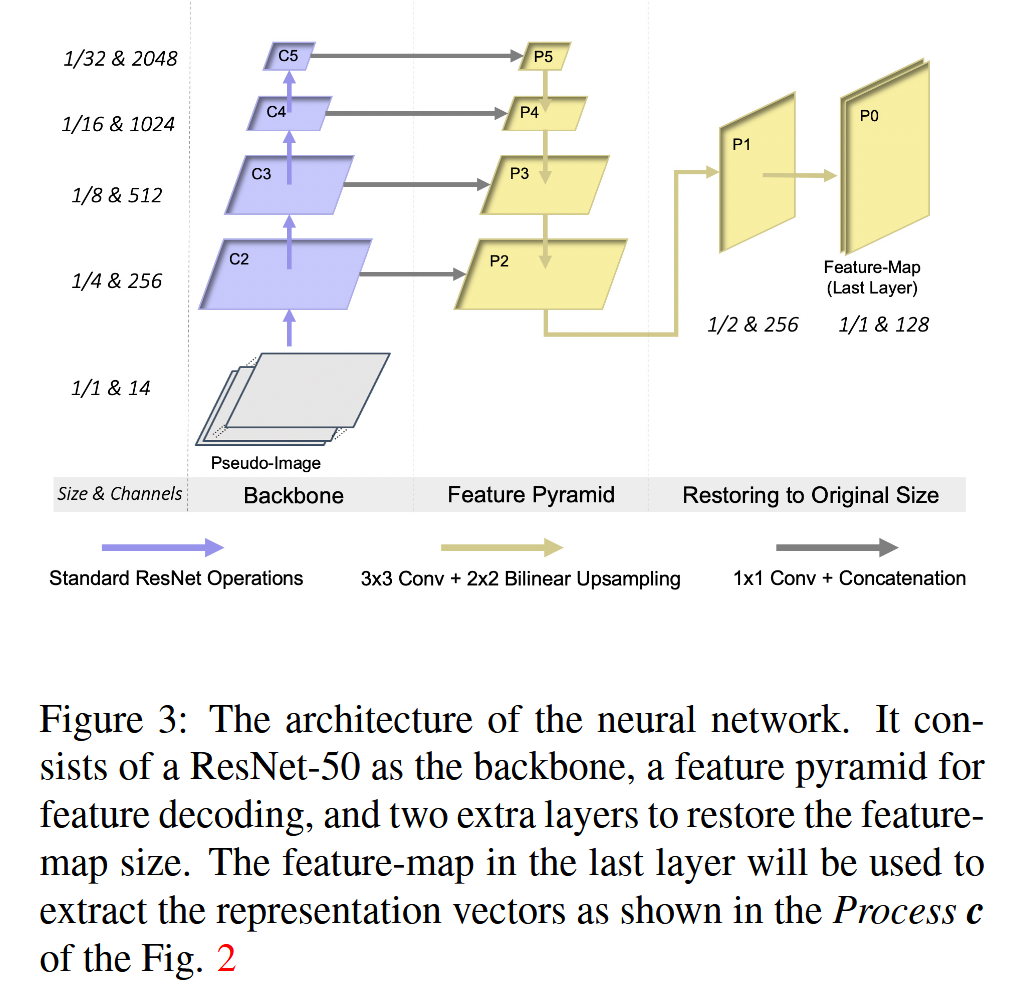 1/32 & 2048
C5
P5
1/16 & 1024
C4
P4
P1
P0
1/8 & 512
C3
P3
1/4 & 256
C2
P2
Feature-Map
(Last Layer)
1/2 & 256
1/1 & 128
1/1 & 14
Pseudo-Image
Size & Channels
Backbone
Feature Pyramid
Restoring to Original Size
Standard ResNet Operations
3x3 Conv + 2x2 Bilinear Upsampling
1x1 Conv + Concatenation
Figure 3: The architecture of the neural network. It con-
sists of a ResNet-50 as the backbone, a feature pyramid for
feature decoding, and two extra layers to restore the feature-
map size. The feature-map in the last layer will be used to
extract the representation vectors as shown in the Process c
of the Fig. 2